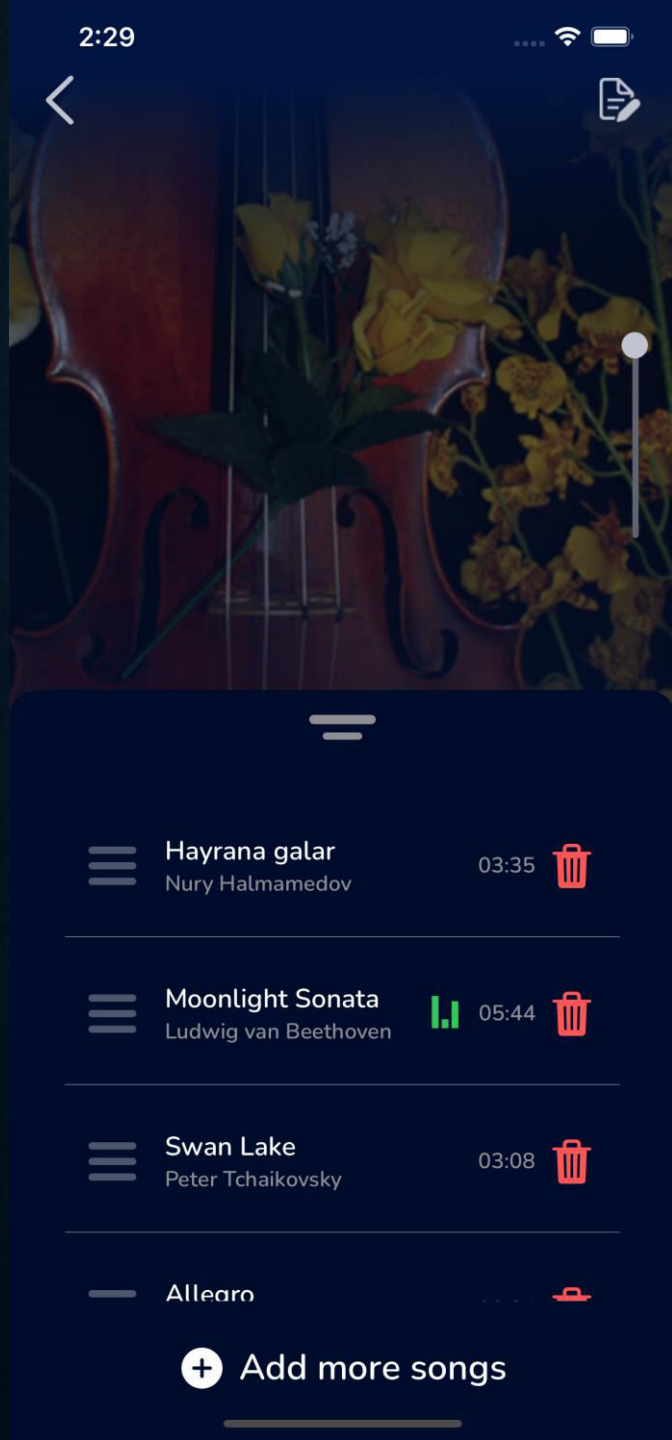 2:29
Hayrana galar
Nury Halmamedov
03:35
Moonlight Sonata
Ludwig van Beethoven
05:44
Swan Lake
Peter Tchaikovsky
03:08
Allegro
Add more songs